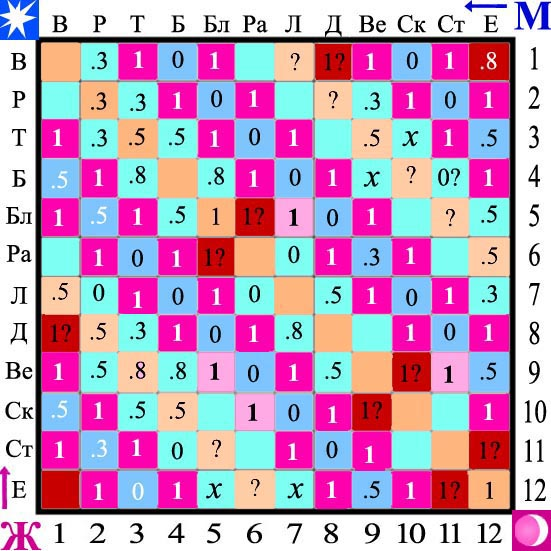 В Р Т Б Бл Ра Л Д Ве Ск Ст Е М
В .3 1 0 1 ? 1? 1 0 1 .8 1
Р .3 .3 1 0 1 ? .3 1 0 1 2
Т 1 .3 .5 .5 1 0 1 .5 x 1 .5 3
Б .5 1 .8 .8 1 0 1 x ? 0? 1 4
Бл 1 .5 1 .5 1 1? 1 0 1 ? .5 5
Ра 1 0 1 1? 0 1 .3 1 .5 6
Л .5 0 1 0 1 0 .5 1 0 1 .3 7
Д 1? .5 .3 1 0 1 .8 1 0 1 8
Ве 1 .5 .8 .8 1 0 1 .5 1? 1 .5 9
Ск .5 1 .5 .5 1 0 1 1? 1 10
Ст 1 .3 1 0 ? 1 0 1 1? 11
Е 1 0 1 x ? x 1 .5 1 1? 1 12
Ж 1 2 3 4 5 6 7 8 9 10 11 12